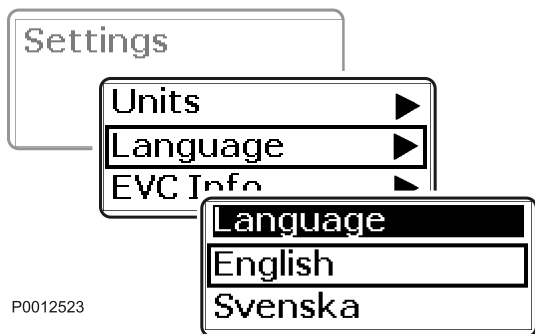 Settings
Units
Language
EVC Info
Language
English
Svenska
P0012523